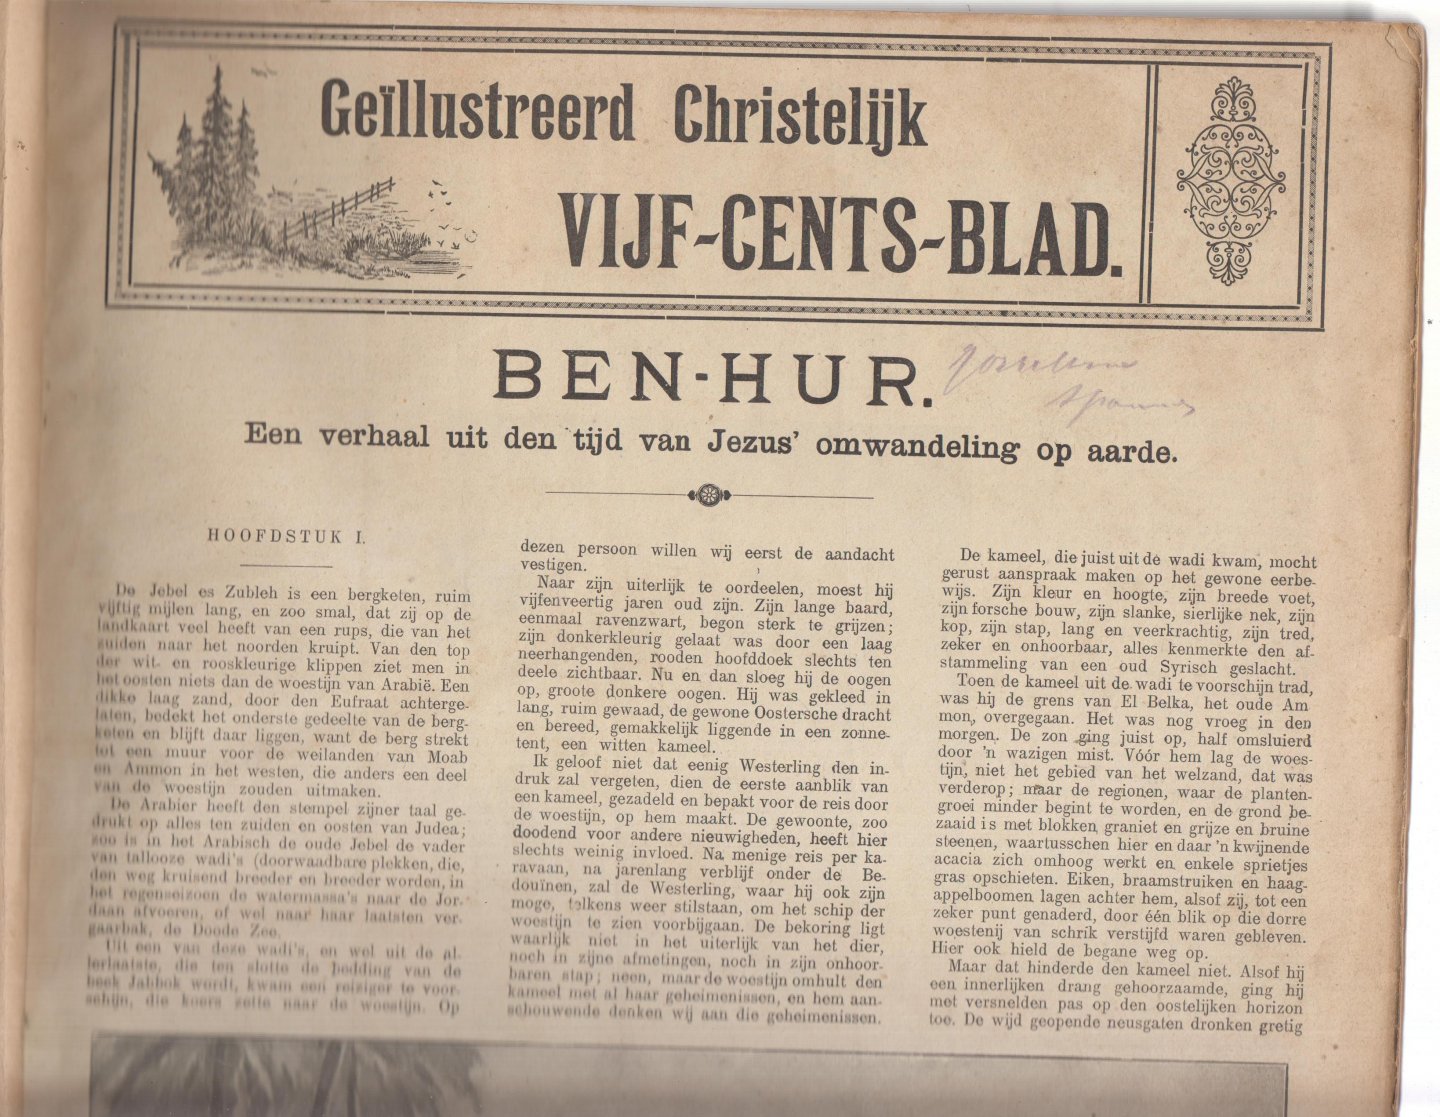 Geïllustreerd Christelijk
VIJF-CENTS-BLAD.
BEN-HUR.
Een verhaal uit den tijd van Jezus' omwandeling op aarde.
HOOFDSTUK I.
De Jebel es Zubleh is een bergketen, ruim
vijftig mijlen lang, en zoo smal, dat zij op de
landkaart veel heeft van een rups, die van het
zuiden naar het noorden kruipt. Van den top
der wit- en rooskleurige klippen ziet men in
het oosten niets dan de woestijn van Arabië. Een
dikke laag zand, door den Eufraat achterge-
laten, bedekt het onderste gedeelte van de berg-
keten en blijft daar liggen, want de berg strekt
tot een muur voor de weilanden van Moab
en Ammon in het westen, die anders een deel
van de woestijn zouden uitmaken.
De Arabier heeft den stempel zijner taal ge-
drukt op alles ten zuiden en oosten van Judea;
zoo is in het Arabisch de oude Jebel de vader
van tallooze wadi's (doorwaadbare plekken, die,
den weg kruisend breeder en breeder worden, in
het regenseizoen de watermassa's naar de Jor-
daan afvoeren, of wel naar haar laatsten ver-
gaarbak, de Doode Zee.
Uit een van deze wadi's, en wel uit de al-
lerlaatste, die ten slotte de bedding van de
beek Jabbok wordt, kwam een reiziger te voor-
schijn, die koers zette naar de woestijn. Op
dezen persoon willen wij eerst de aandacht
vestigen.
Naar zijn uiterlijk te oordeelen, moest hij
vijfenveertig jaren oud zijn. Zijn lange baard,
eenmaal ravenzwart, begon sterk te grijzen;
zijn donkerkleurig gelaat was door een laag
neerhangenden, rooden hoofddoek slechts ten
deele zichtbaar. Nu en dan sloeg hij de oogen
op, groote donkere oogen. Hij was gekleed in
lang, ruim gewaad, de gewone Oostersche dracht
en bereed, gemakkelijk liggende in een zonne-
tent, een witten kameel.
Ik geloof niet dat eenig Westerling den in-
druk zal vergeten, dien de eerste aanblik van
een kameel, gezadeld en bepakt voor de reis door
de woestijn, op hem maakt. De gewoonte, zoo
doodend voor andere nieuwigheden, heeft hier
slechts weinig invloed. Na menige reis per ka-
ravaan, na jarenlang verblijf onder de Be-
douïnen, zal de Westerling, waar hij ook zijn
moge, telkens weer stilstaan, om het schip der
woestijn te zien voorbijgaan. De bekoring ligt
waarlijk niet in het uiterlijk van het dier,
noch in zijne afmetingen, noch in zijn onhoor-
baren stap; neen, maar de woestijn omhult den
kameel met al haar geheimenissen, en hem aan-
schouwende denken wij aan die geheimenissen.
De kameel, die juist uit de wadi kwam, mocht
gerust aanspraak maken op het gewone eerbe-
wijs. Zijn kleur en hoogte, zijn breede voet,
zijn forsche bouw, zijn slanke, sierlijke nek, zijn
kop, zijn stap, lang en veerkrachtig, zijn tred,
zeker en onhoorbaar, alles kenmerkte den af-
stammeling van een oud Syrisch geslacht.
Toen de kameel uit de wadi te voorschijn trad,
was hij de grens van El Belka, het oude Am
mon, overgegaan. Het was nog vroeg in den
morgen. De zon ging juist op, half omsluierd
door 'n wazigen mist. Vóór hem lag de woes-
tijn, niet het gebied van het welzand, dat was
verderop; maar de regionen, waar de planten-
groei minder begint te worden, en de grond be-
zaaid is met blokken graniet en grijze en bruine
steenen, waartusschen hier en daar 'n kwijnende
acacia zich omhoog werkt en enkele sprietjes
gras opschieten. Eiken, braamstruiken en haag-
appelboomen lagen achter hem, alsof zij, tot een
zeker punt genaderd, door één blik op die dorre
woestenij van schrik verstijfd waren gebleven.
Hier ook hield de begane weg op.
Maar dat hinderde den kameel niet. Alsof hij
een innerlijken drang gehoorzaamde, ging hij
met versnelden pas op den oostelijken horizon
toe. De wijd geopende neusgaten dronken gretig